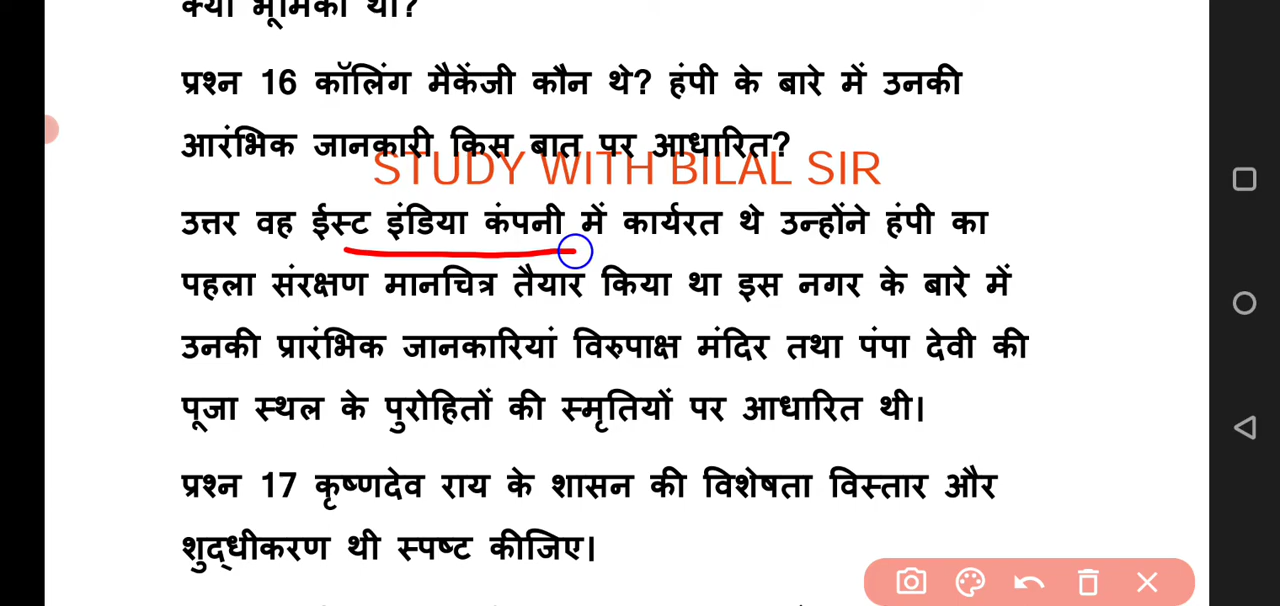 क्या भूमिका थी?
प्रश्न 16 कॉलिंग मैकेंजी कौन थे? हंपी के बारे में उनकी
आरंभिक जानकारी किस बात पर आधारित?
STUDY WITH BILAL SIR
उत्तर वह ईस्ट इंडिया कंपनी में कार्यरत थे उन्होंने हंपी का
पहला संरक्षण मानचित्र तैयार किया था इस नगर के बारे में
उनकी प्रारंभिक जानकारियां विरुपाक्ष मंदिर तथा पंपा देवी की
पूजा स्थल के पुरोहितों की स्मृतियों पर आधारित थी।
प्रश्न 17 कृष्णदेव राय के शासन की विशेषता विस्तार और
शुद्धीकरण थी स्पष्ट कीजिए।